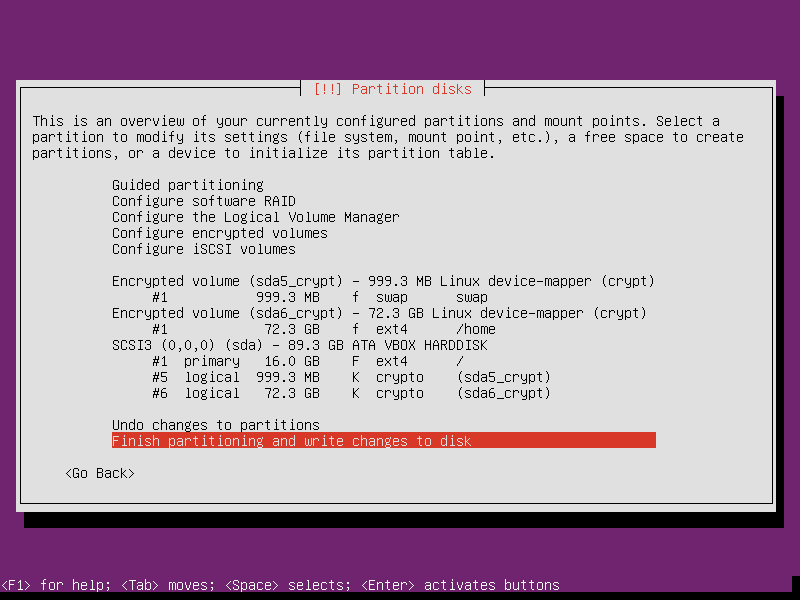 [!!] Partition disks
This is an overview of your currently configured partitions and mount points. Select a
partition to modify its settings (file system, mount point, etc.), a free space to create
partitions, or a device to initialize its partition table.
Guided partitioning
Configure software RAID
Configure the Logical Volume Manager
Configure encrypted volumes
Configure iSCSI volumes
Encrypted volume (sda5_crypt) - 999.3 MB Linux device-mapper (crypt)
#1 999.3 MB f swap swap
Encrypted volume (sda6_crypt) - 72.3 GB Linux device-mapper (crypt)
#1 72.3 GB f ext4 /home
SCSI3 (0,0,0) (sda) - 89.3 GB ATA VBOX HARDDISK
#1 primary 16.0 GB F ext4 /
#5 logical 999.3 MB K crypto (sda5_crypt)
#6 logical 72.3 GB K crypto (sda6_crypt)
Undo changes to partitions
Finish partitioning and write changes to disk
<Go Back>
<F1> for help; <Tab> moves; <Space> selects; <Enter> activates buttons